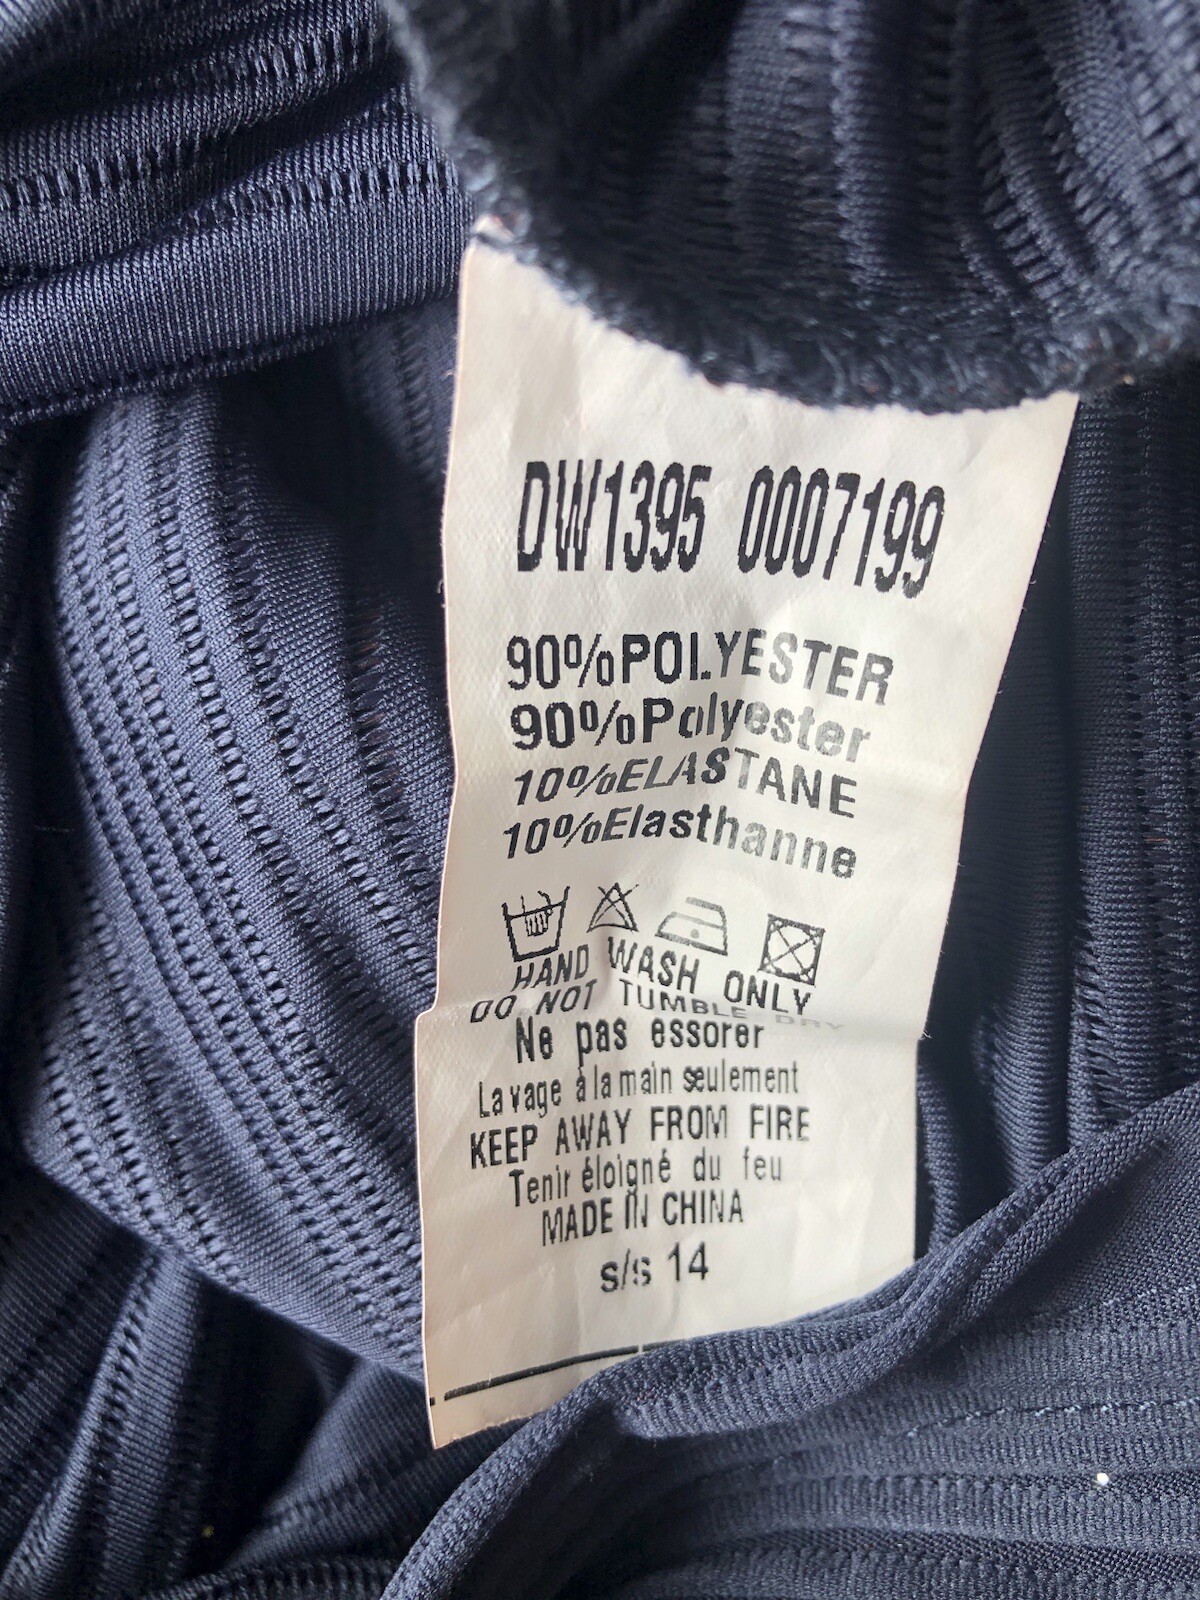 DW1395 0007199
90%POLYESTER
90%Polyester
10%ELASTANE
10%Elasthanne
HAND WASH ONLY
DO NOT TUMBLE DRY
Ne pas essorer
Lavage à la main seulement
KEEP AWAY FROM FIRE
Tenir éloigné du feu
MADE IN CHINA
s/s 14